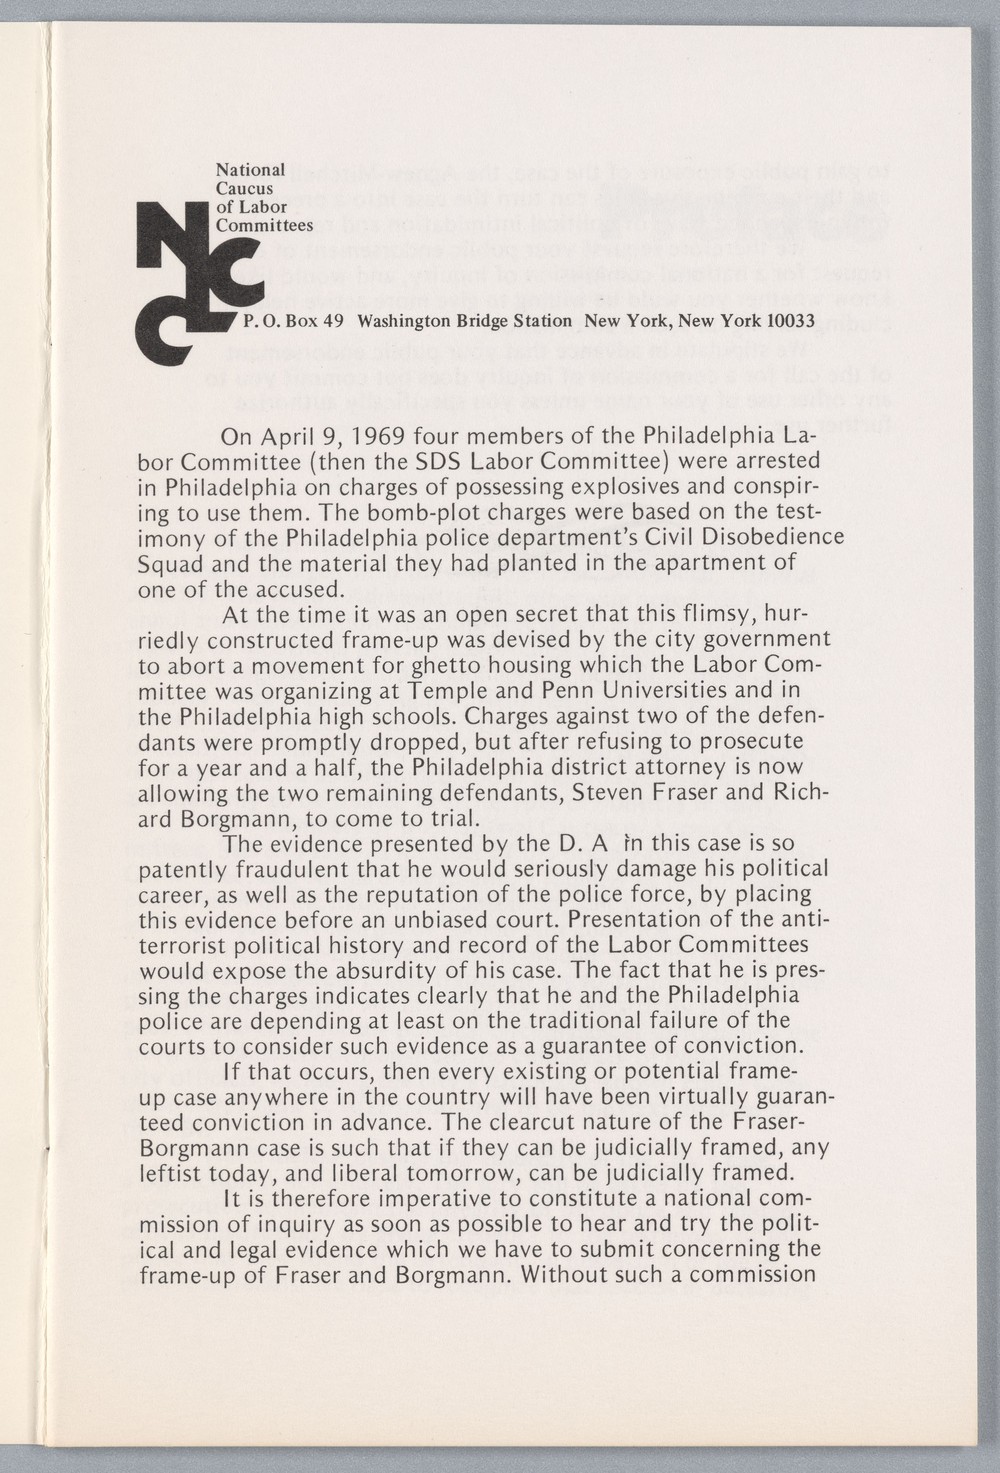 National
Caucus
of Labor
Committees
NCLC
P. O. Box 49 Washington Bridge Station New York, New York 10033
On April 9, 1969 four members of the Philadelphia La-
bor Committee (then the SDS Labor Committee) were arrested
in Philadelphia on charges of possessing explosives and conspir-
ing to use them. The bomb-plot charges were based on the test-
imony of the Philadelphia police department's Civil Disobedience
Squad and the material they had planted in the apartment of
one of the accused.
At the time it was an open secret that this flimsy, hur-
riedly constructed frame-up was devised by the city government
to abort a movement for ghetto housing which the Labor Com-
mittee was organizing at Temple and Penn Universities and in
the Philadelphia high schools. Charges against two of the defen-
dants were promptly dropped, but after refusing to prosecute
for a year and a half, the Philadelphia district attorney is now
allowing the two remaining defendants, Steven Fraser and Rich-
ard Borgmann, to come to trial.
The evidence presented by the D. A in this case is so
patently fraudulent that he would seriously damage his political
career, as well as the reputation of the police force, by placing
this evidence before an unbiased court. Presentation of the anti-
terrorist political history and record of the Labor Committees
would expose the absurdity of his case. The fact that he is pres-
sing the charges indicates clearly that he and the Philadelphia
police are depending at least on the traditional failure of the
courts to consider such evidence as a guarantee of conviction.
If that occurs, then every existing or potential frame-
up case anywhere in the country will have been virtually guaran-
teed conviction in advance. The clearcut nature of the Fraser-
Borgmann case is such that if they can be judicially framed, any
leftist today, and liberal tomorrow, can be judicially framed.
It is therefore imperative to constitute a national com-
mission of inquiry as soon as possible to hear and try the polit-
ical and legal evidence which we have to submit concerning the
frame-up of Fraser and Borgmann. Without such a commission